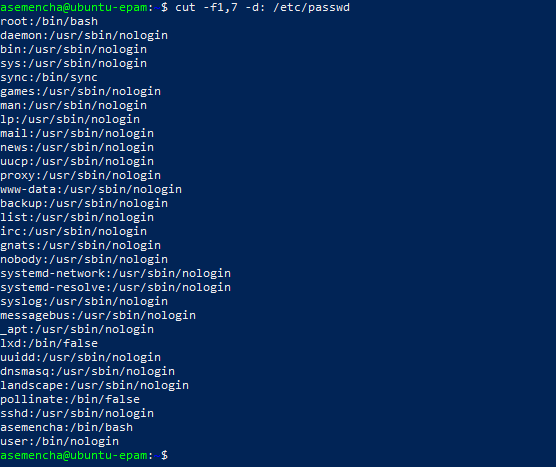 asemencha@ubuntu-epam: $ cut -f1,7 -d: /etc/passwd
root:/bin/bash
daemon:/usr/sbin/nologin
bin:/usr/sbin/nologin
sys:/usr/sbin/nologin
sync:/bin/sync
games:/usr/sbin/nologin
man:/usr/sbin/nologin
lp:/usr/sbin/nologin
mail:/usr/sbin/nologin
news:/usr/sbin/nologin
uucp:/usr/sbin/nologin
proxy:/usr/sbin/nologin
www-data:/usr/sbin/nologin
backup:/usr/sbin/nologin
list:/usr/sbin/nologin
irc:/usr/sbin/nologin
gnats:/usr/sbin/nologin
nobody:/usr/sbin/nologin
systemd-network:/usr/sbin/nologin
systemd-resolve:/usr/sbin/nologin
syslog:/usr/sbin/nologin
messagebus:/usr/sbin/nologin
_apt:/usr/sbin/nologin
lxd:/bin/false
uuidd:/usr/sbin/nologin
dnsmasq:/usr/sbin/nologin
landscape:/usr/sbin/nologin
pollinate:/bin/false
sshd:/usr/sbin/nologin
asemencha:/bin/bash
user:/bin/nologin
asemencha@ubuntu-epam: $